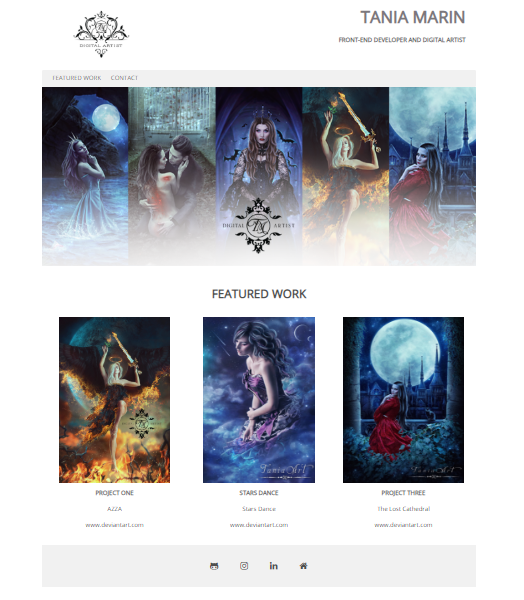 TANIA MARIN
DIGITAL ARTIST
FRONT-END DEVELOPER AND DIGITAL ARTIST
FEATURED WORK CONTACT
DIGITAL ARTIST
FEATURED WORK
Tania Art
PROJECT ONE STARS DANCE PROJECT THREE
AZZA Stars Dance The Lost Cathedral
www.deviantart.com www.deviantart.com www.deviantart.com